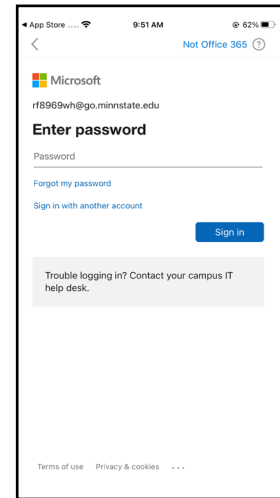 App Store ..... 9:51 AM 62%
Not Office 365 ?
Microsoft
rf8969wh@go.minnstate.edu
Enter password
Password
Forgot my password
Sign in with another account
Sign in
Trouble logging in? Contact your campus IT
help desk.
Terms of use Privacy & cookies ...